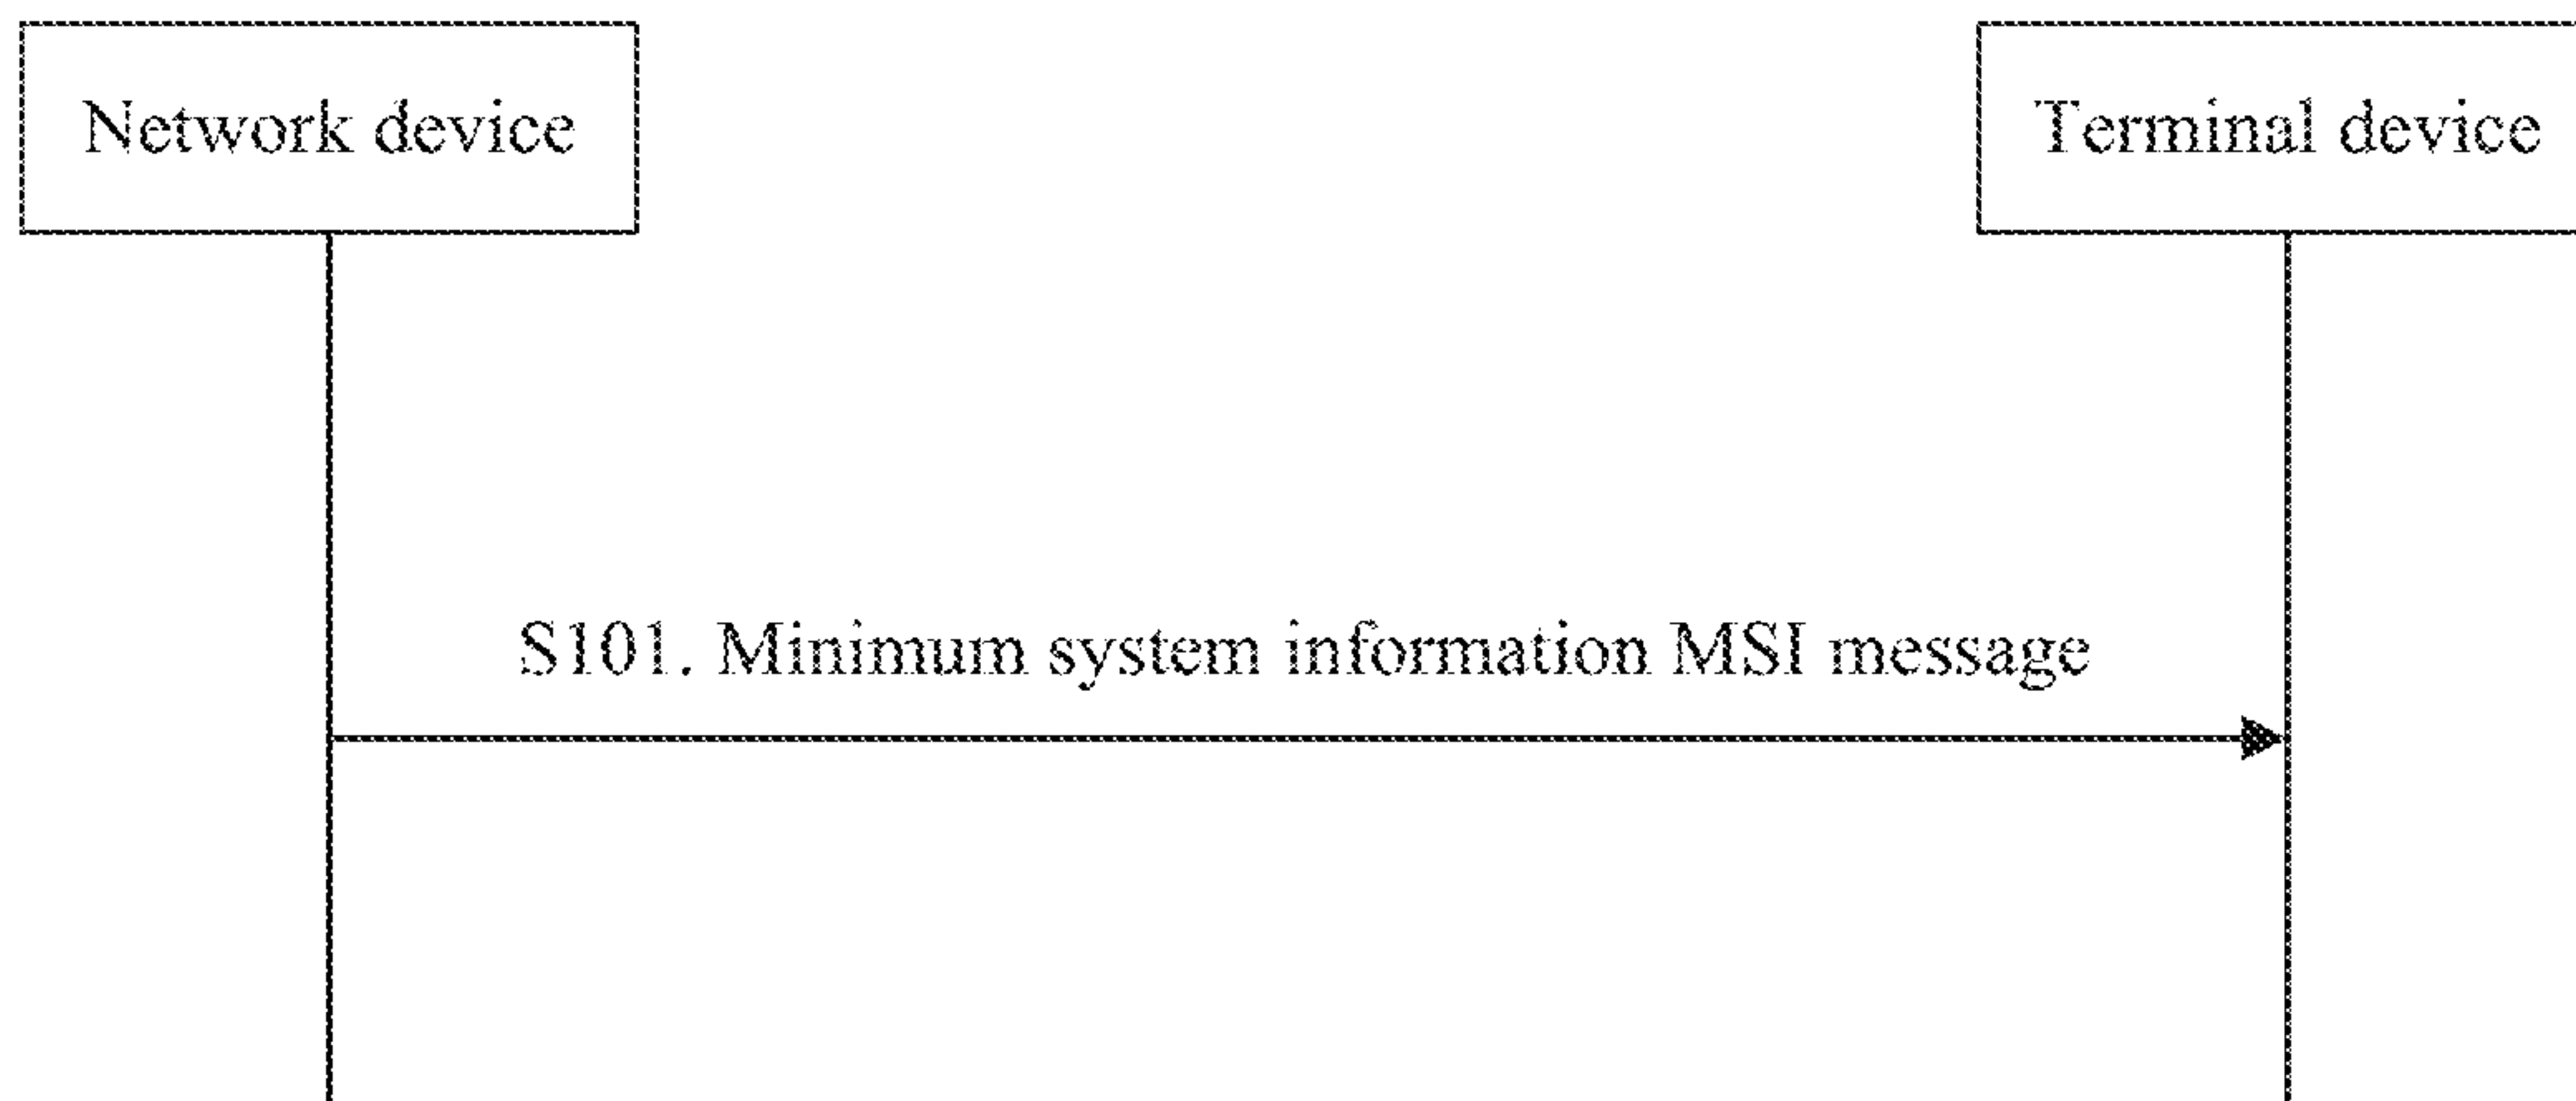 Network device
Terminal device
S101. Minimum system information MSI message